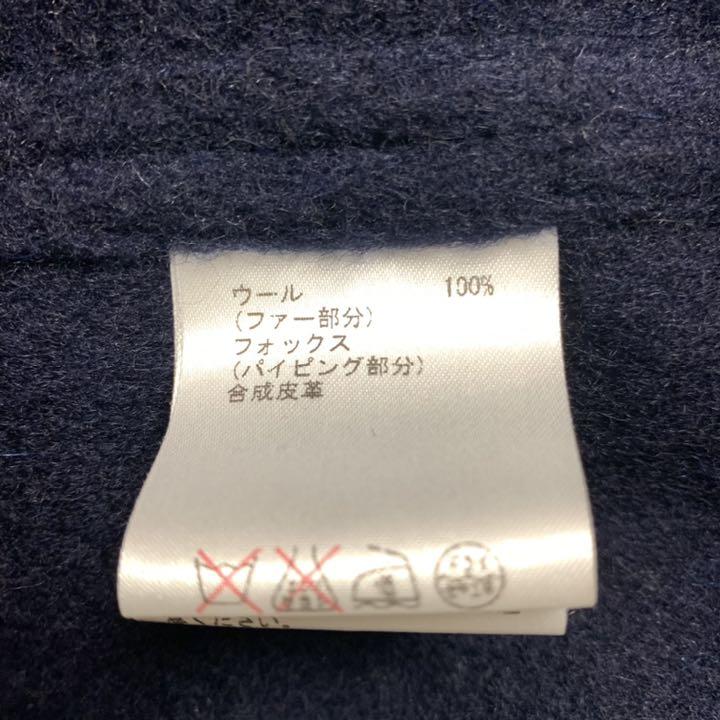 ウール 100%
(ファー部分)
フォックス
(パイピング部分)
合成皮革